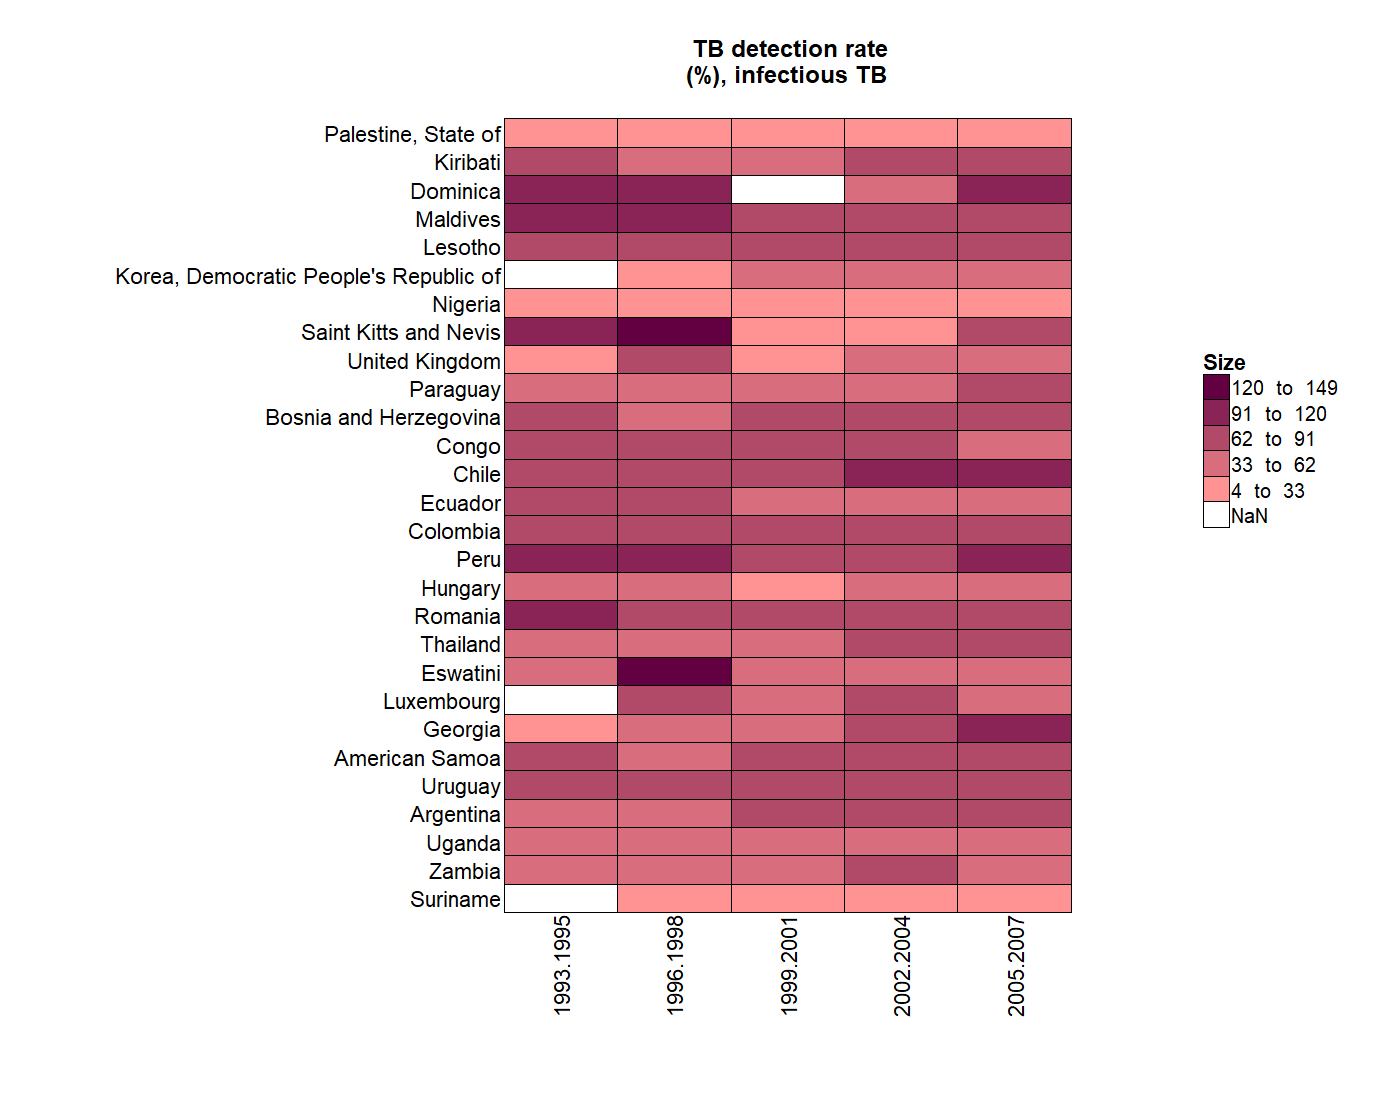 TB detection rate
(%), infectious TB
Palestine, State of
Kiribati
Dominica
Maldives
Lesotho
Korea, Democratic People's Republic of
Nigeria
Saint Kitts and Nevis
United Kingdom
Paraguay
Bosnia and Herzegovina
Congo
Chile
Ecuador
Colombia
Peru
Hungary
Romania
Thailand
Eswatini
Luxembourg
Georgia
American Samoa
Uruguay
Argentina
Uganda
Zambia
Suriname
1993.1995
1996.1998
1999.2001
2002.2004
2005.2007
Size
120 to 149
91 to 120
62 to 91
33 to 62
4 to 33
NaN